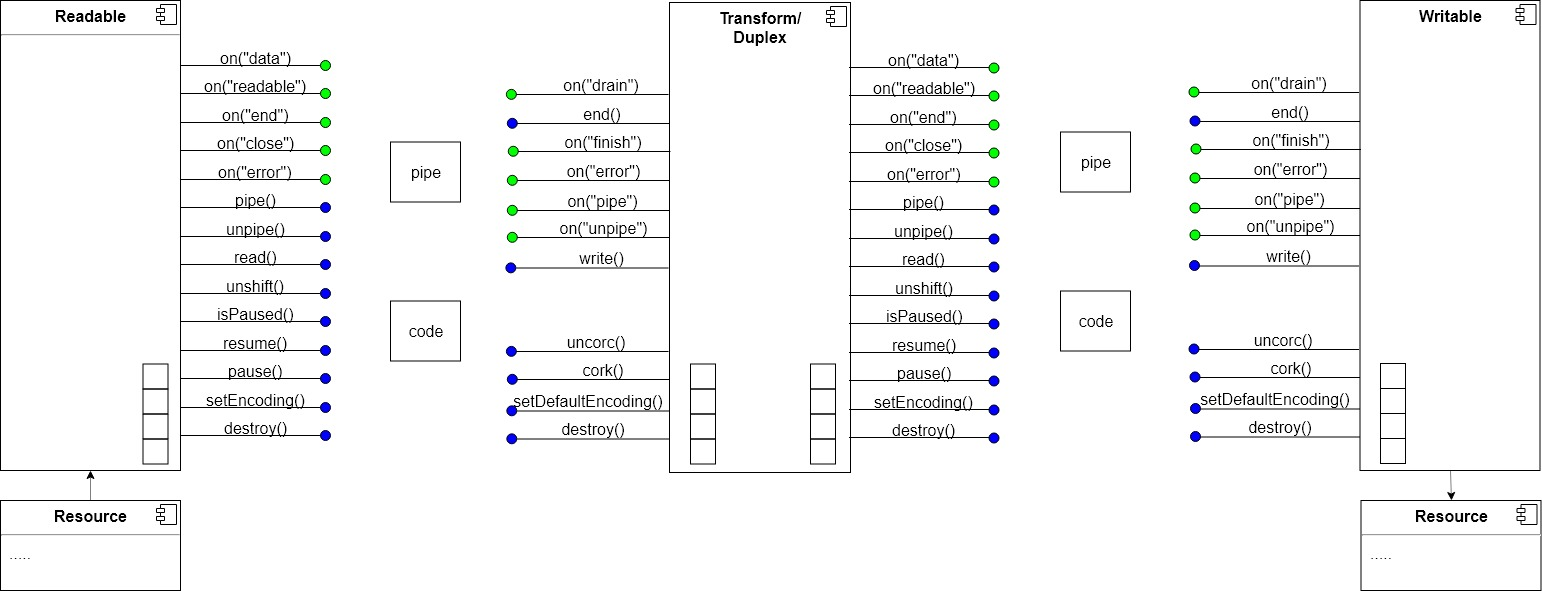 Readable
on("data")
on("readable")
on("end")
on("close")
on("error")
pipe()
unpipe()
read()
unshift()
isPaused()
resume()
pause()
setEncoding()
destroy()
Resource
.....
pipe
code
on("drain")
end()
on("finish")
on("error")
on("pipe")
on("unpipe")
write()
uncorc()
cork()
setDefaultEncoding()
destroy()
Transform/
Duplex
on("data")
on("readable")
on("end")
on("close")
on("error")
pipe()
unpipe()
read()
unshift()
isPaused()
resume()
pause()
setEncoding()
destroy()
pipe
code
on("drain")
end()
on("finish")
on("error")
on("pipe")
on("unpipe")
write()
uncorc()
cork()
setDefaultEncoding()
destroy()
Writable
Resource
.....